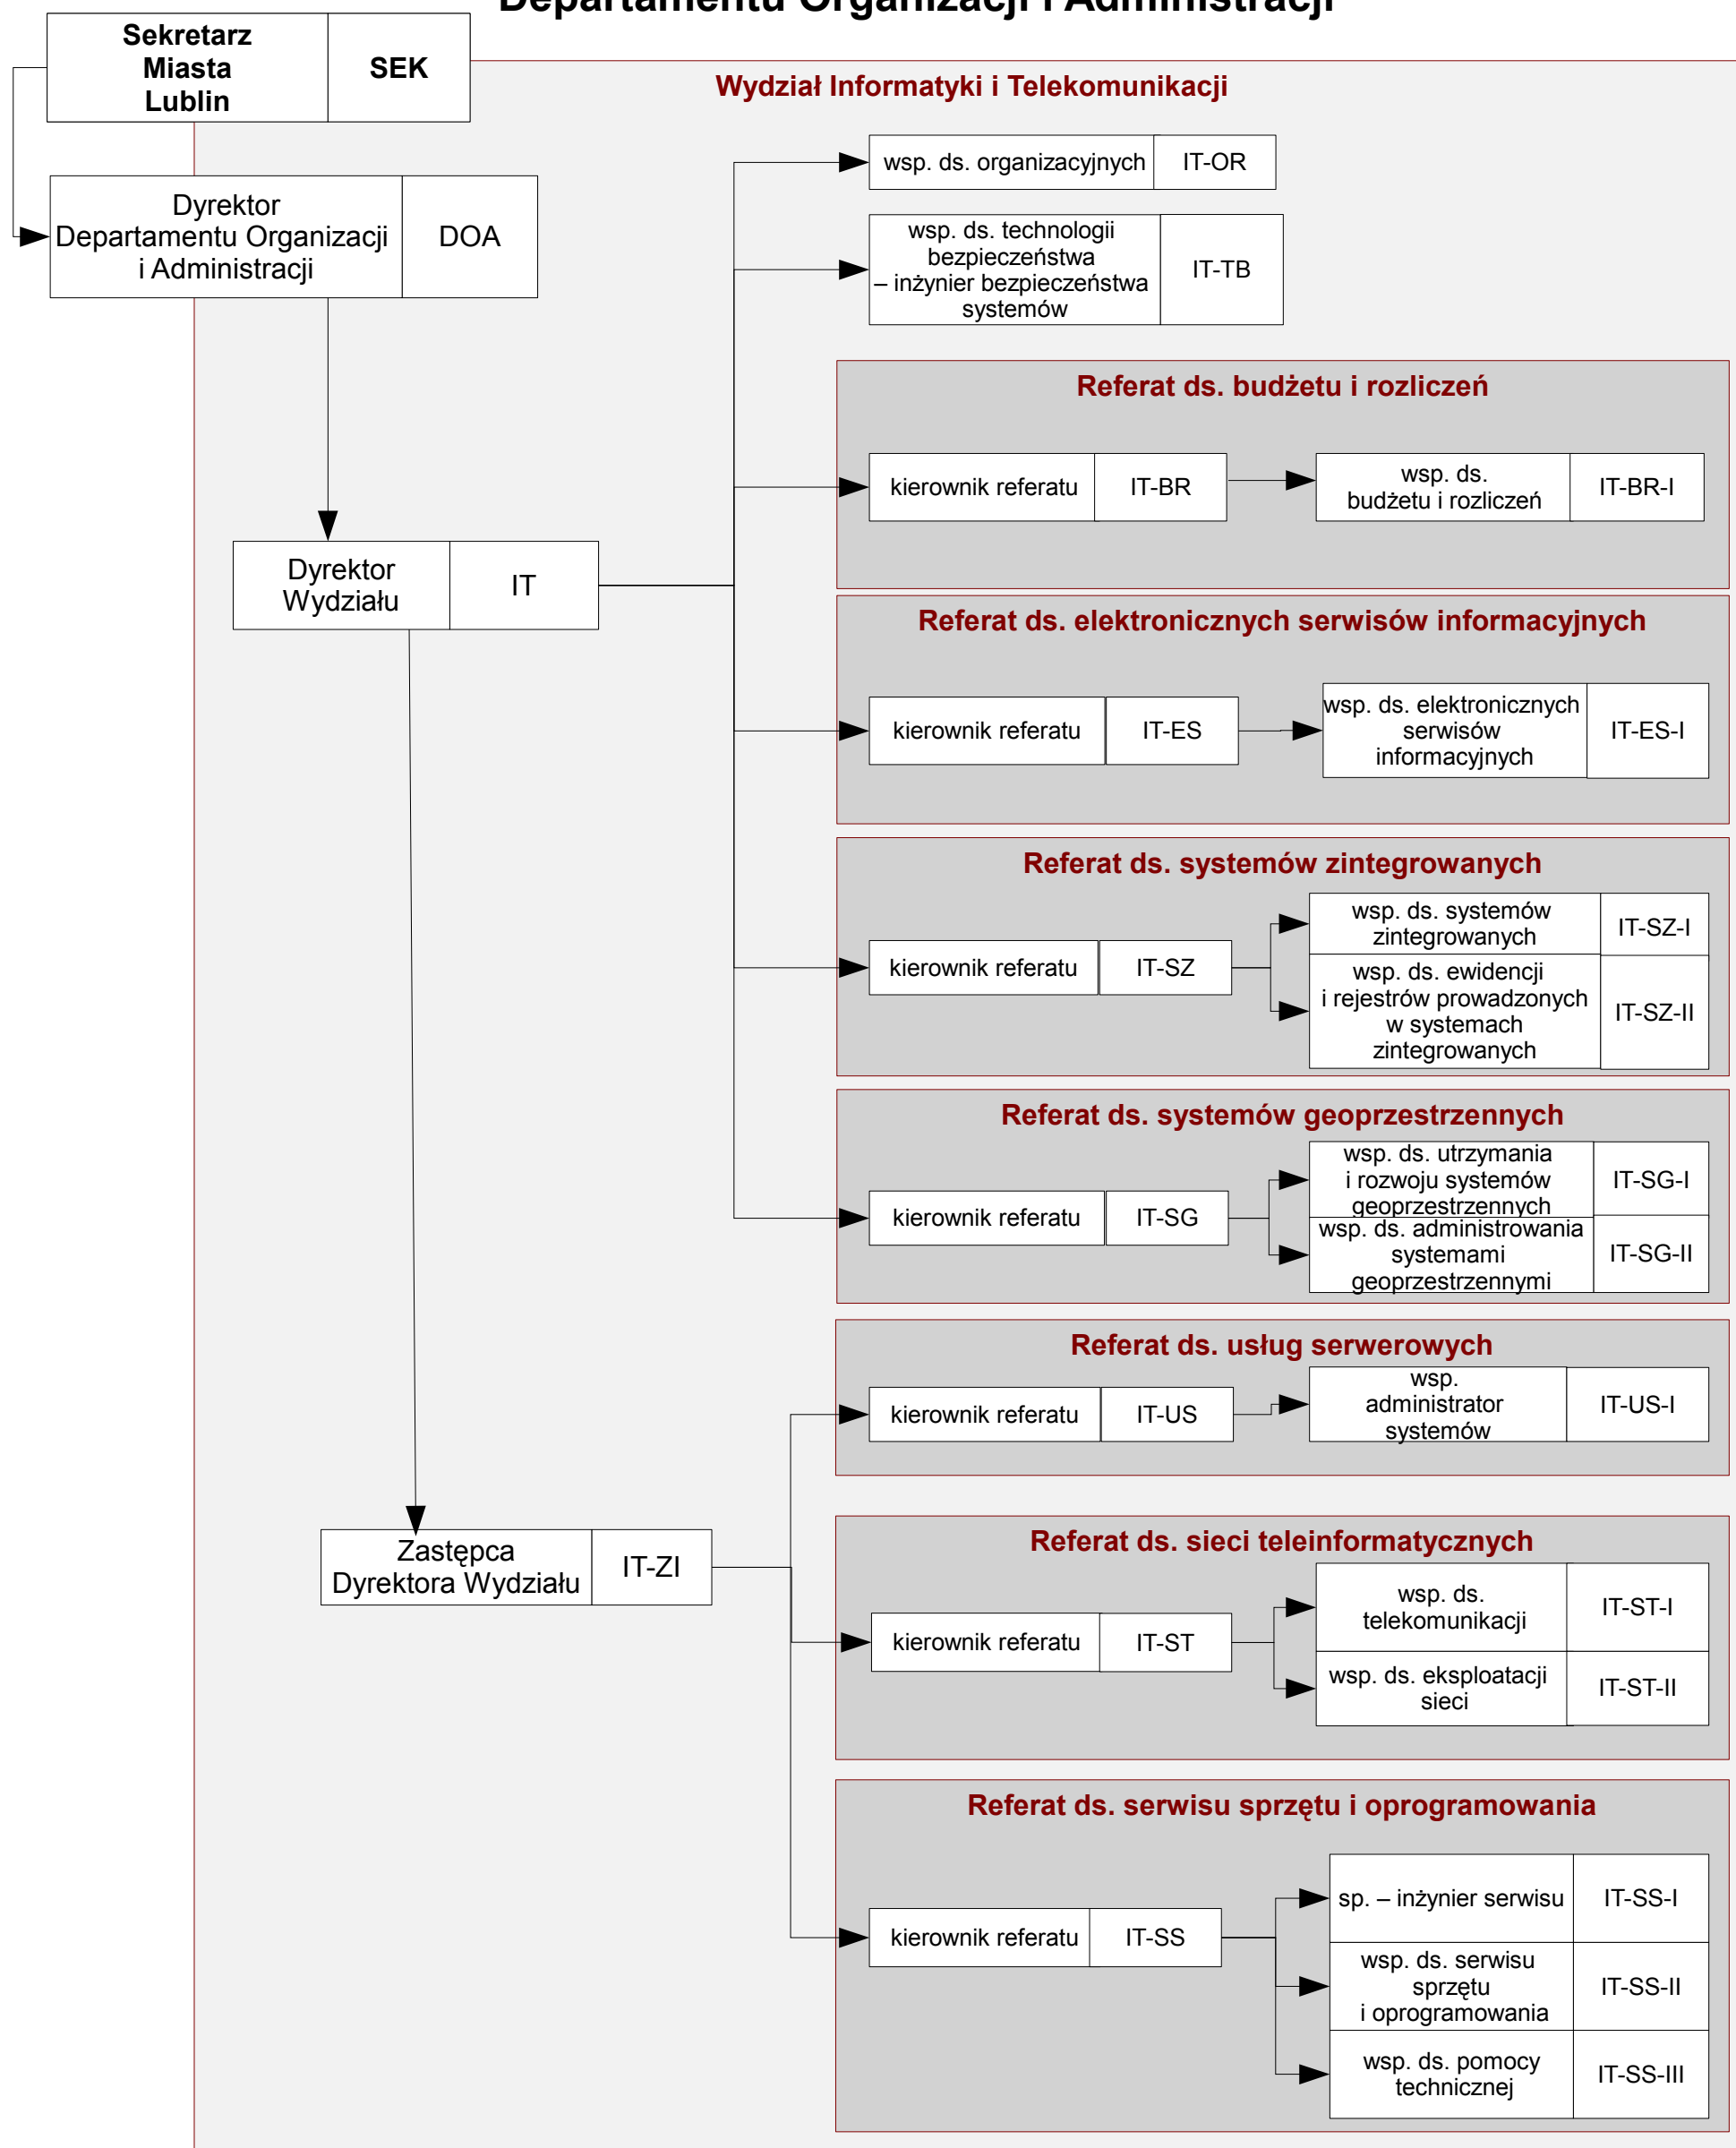 Departamentu Organizacji i Administracji
Sekretarz
Miasta
Lublin
SEK
Wydział Informatyki i Telekomunikacji
wsp. ds. organizacyjnych
IT-OR
Dyrektor
Departamentu Organizacji
i Administracji
DOA
wsp. ds. technologii
bezpieczeństwa
– inżynier bezpieczeństwa
systemów
IT-TB
Referat ds. budżetu i rozliczeń
kierownik referatu
IT-BR
wsp. ds.
budżetu i rozliczeń
IT-BR-I
Dyrektor
Wydziału
IT
Referat ds. elektronicznych serwisów informacyjnych
kierownik referatu
IT-ES
wsp. ds. elektronicznych
serwisów
informacyjnych
IT-ES-I
Referat ds. systemów zintegrowanych
kierownik referatu
IT-SZ
wsp. ds. systemów
zintegrowanych
IT-SZ-I
wsp. ds. ewidencji
i rejestrów prowadzonych
w systemach
zintegrowanych
IT-SZ-II
Referat ds. systemów geoprzestrzennych
kierownik referatu
IT-SG
wsp. ds. utrzymania
i rozwoju systemów
geoprzestrzennych
IT-SG-I
wsp. ds. administrowania
systemami
geoprzestrzennymi
IT-SG-II
Referat ds. usług serwerowych
kierownik referatu
IT-US
wsp.
administrator
systemów
IT-US-I
Zastępca
Dyrektora Wydziału
IT-ZI
Referat ds. sieci teleinformatycznych
kierownik referatu
IT-ST
wsp. ds.
telekomunikacji
IT-ST-I
wsp. ds. eksploatacji
sieci
IT-ST-II
Referat ds. serwisu sprzętu i oprogramowania
kierownik referatu
IT-SS
sp. – inżynier serwisu
IT-SS-I
wsp. ds. serwisu
sprzętu
i oprogramowania
IT-SS-II
wsp. ds. pomocy
technicznej
IT-SS-III